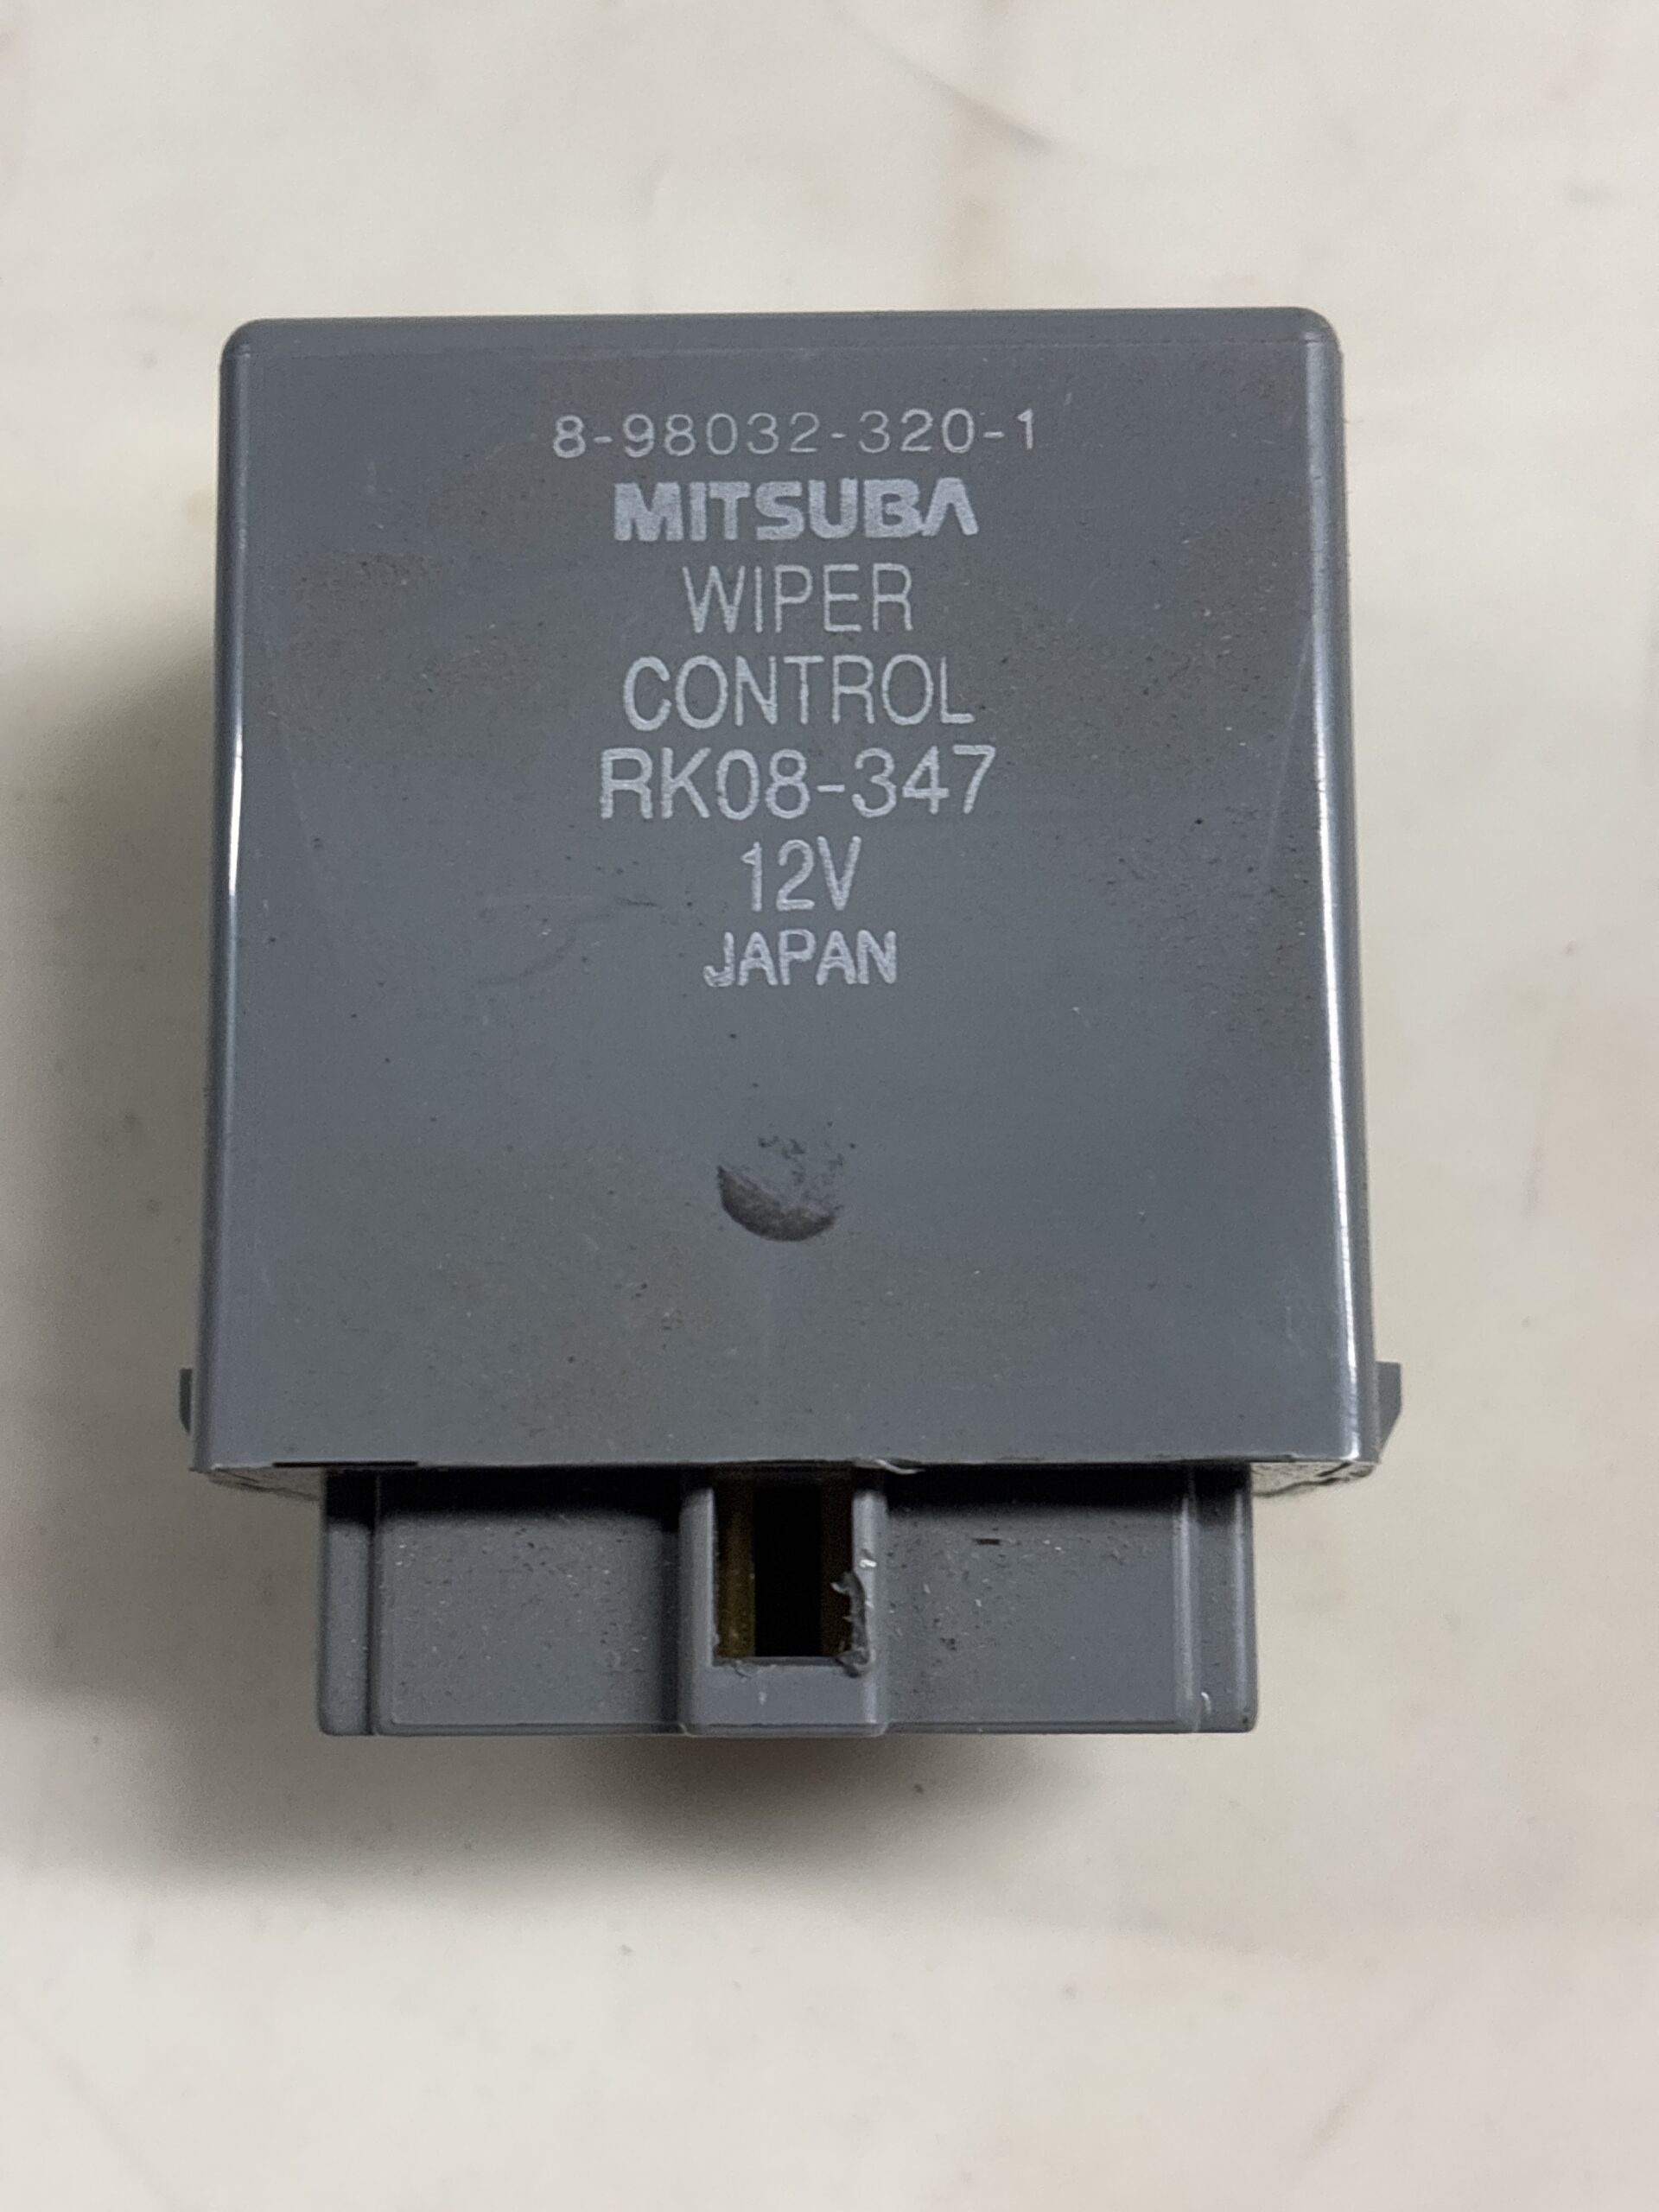 8-98032-320-1
MITSUBA
WIPER
CONTROL
RK08-347
12V
JAPAN